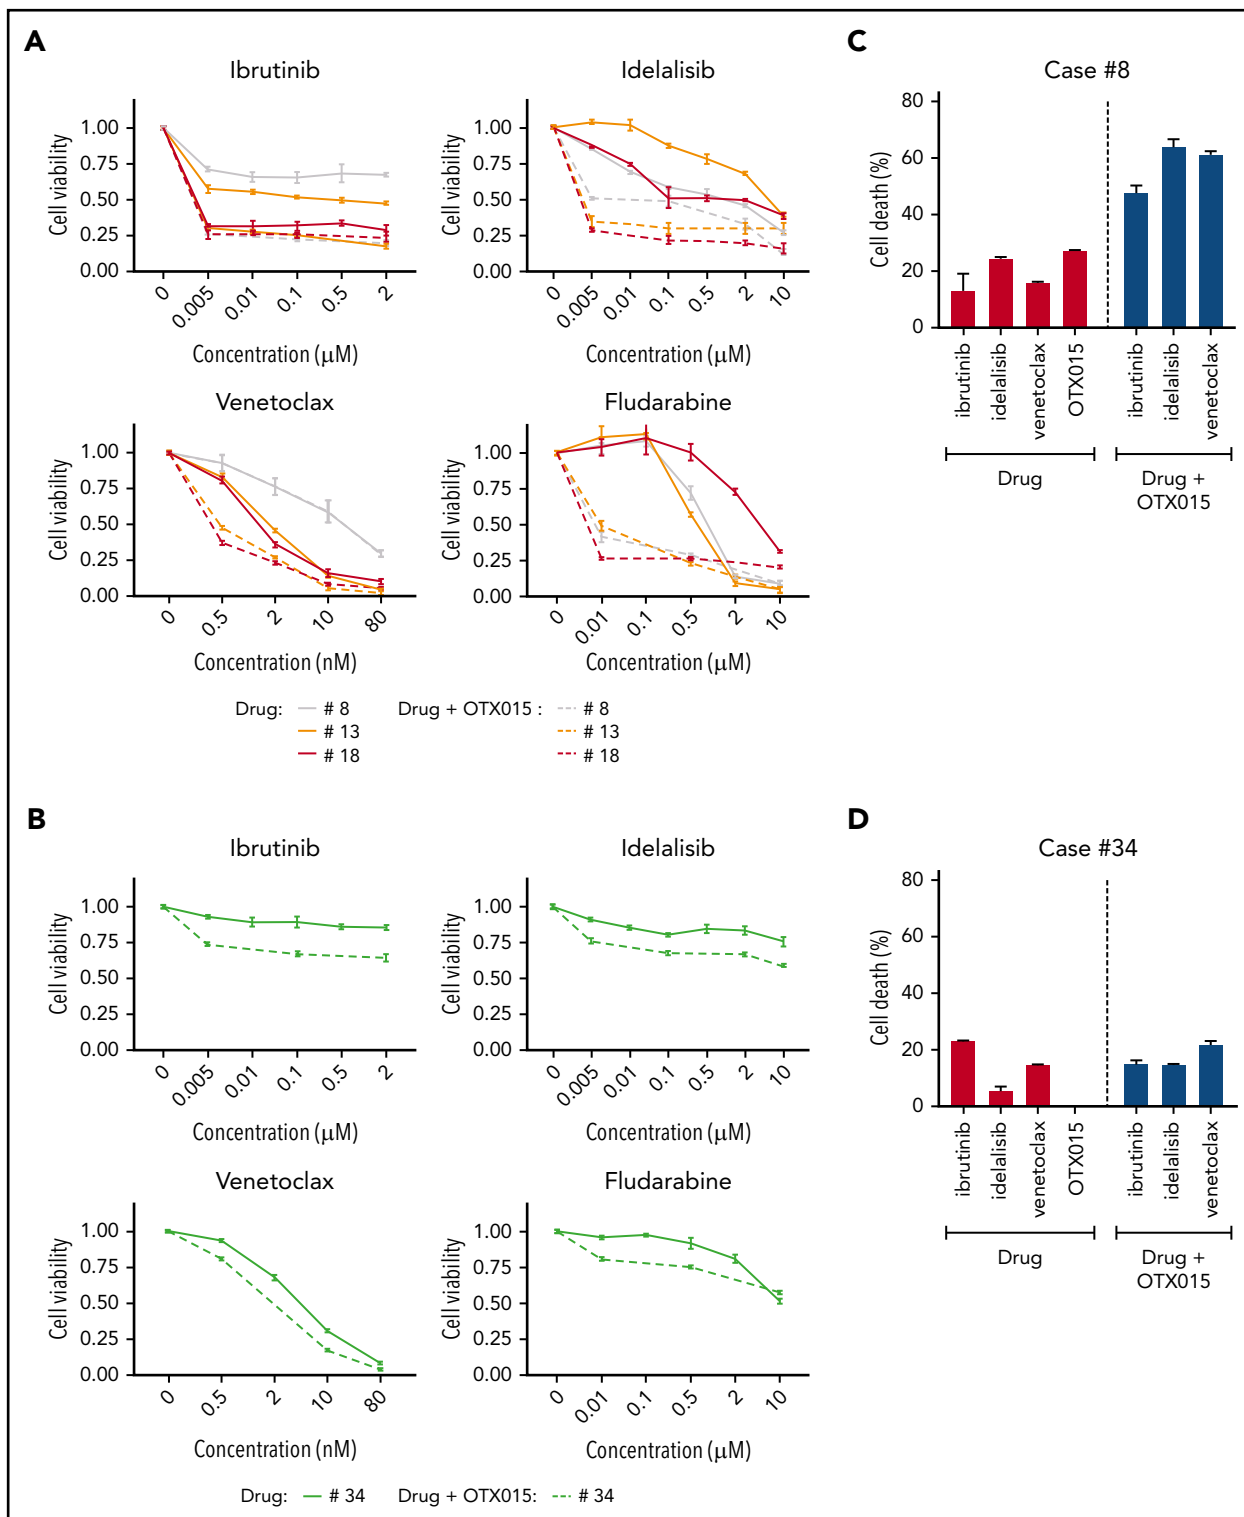 A
Ibrutinib
Cell viability
1.00
0.75
0.50
0.25
0.00
0
0.005
0.01
0.1
0.5
2
Concentration (μM)
Idelalisib
Cell viability
1.00
0.75
0.50
0.25
0.00
0
0.005
0.01
0.1
0.5
2
10
Concentration (μM)
Venetoclax
Cell viability
1.00
0.75
0.50
0.25
0.00
0
0.5
2
10
80
Concentration (nM)
Fludarabine
Cell viability
1.00
0.75
0.50
0.25
0.00
0
0.01
0.1
0.5
2
10
Concentration (μM)
Drug: # 8 Drug + OTX015 : # 8
# 13 # 13
# 18 # 18
C
Case #8
Cell death (%)
80
60
40
20
0
ibrutinib
idelalisib
venetoclax
OTX015
ibrutinib
idelalisib
venetoclax
Drug
Drug +
OTX015
B
Ibrutinib
Cell viability
1.00
0.75
0.50
0.25
0.00
0
0.005
0.01
0.1
0.5
2
Concentration (μM)
Idelalisib
Cell viability
1.00
0.75
0.50
0.25
0.00
0
0.005
0.01
0.1
0.5
2
10
Concentration (μM)
Venetoclax
Cell viability
1.00
0.75
0.50
0.25
0.00
0
0.5
2
10
80
Concentration (nM)
Fludarabine
Cell viability
1.00
0.75
0.50
0.25
0.00
0
0.01
0.1
0.5
2
10
Concentration (μM)
Drug: # 34 Drug + OTX015: # 34
D
Case #34
Cell death (%)
80
60
40
20
0
ibrutinib
idelalisib
venetoclax
OTX015
ibrutinib
idelalisib
venetoclax
Drug
Drug +
OTX015